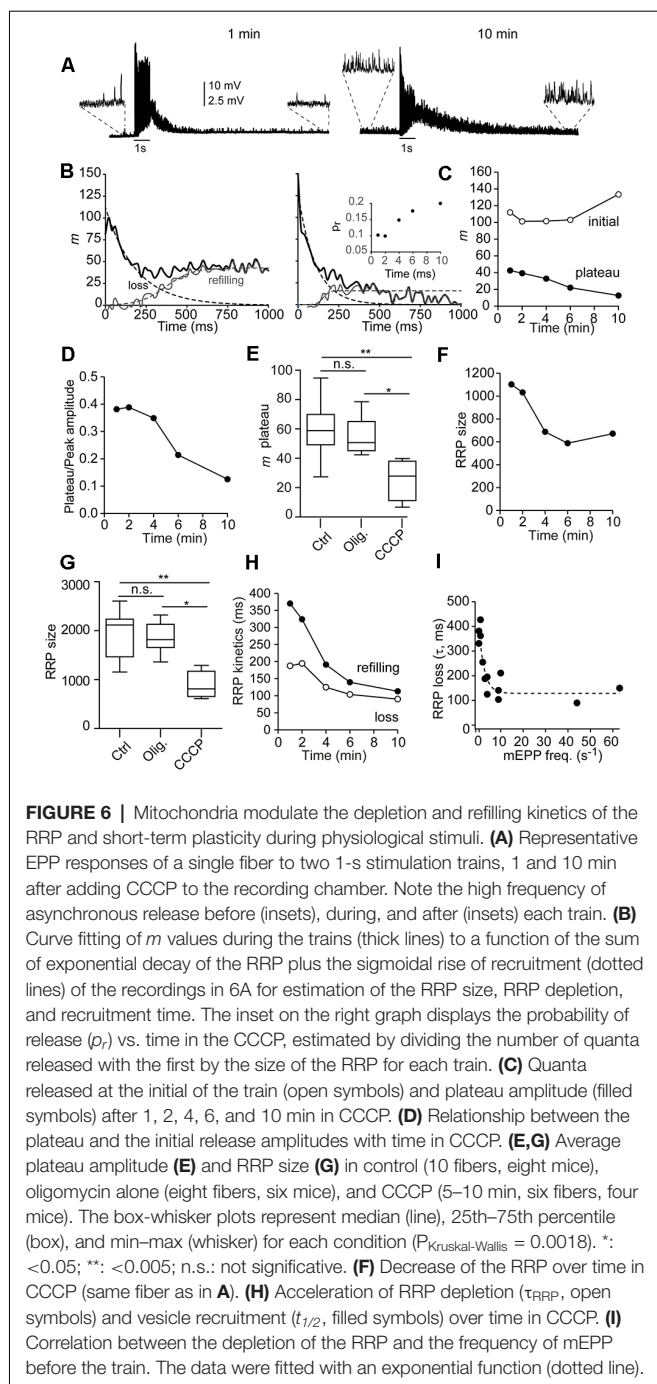 1 min
10 min
A
10 mV
2.5 mV
1s
1s
B
150
125
100
75
50
25
0
m
loss
refilling
0
250
500
750
1000
Time (ms)
0.2
0.15
0.1
pr
0
2
4
6
8
10
Time (ms)
0
250
500
750
1000
Time (ms)
C
160
140
120
100
80
60
40
20
0
m
initial
plateau
0
2
4
6
8
10
Time (min)
D
0.5
0.4
0.3
0.2
0.1
0.0
Plateau/Peak amplitude
0
2
4
6
8
10
Time (min)
E
**
n.s.
*
100
80
60
40
20
0
m plateau
Ctrl
Olig.
CCCP
F
1200
1000
800
600
400
200
0
RRP size
0
2
4
6
8
10
Time (min)
G
**
n.s.
*
3000
2000
1000
0
RRP size
Ctrl
Olig.
CCCP
H
400
350
300
250
200
150
100
50
0
RRP kinetics (ms)
refilling
loss
0
2
4
6
8
10
Time (min)
I
500
400
300
200
100
0
RRP loss (τ, ms)
0
10
20
30
40
50
60
mEPP freq. (s-1)
FIGURE 6 | Mitochondria modulate the depletion and refilling kinetics of the
RRP and short-term plasticity during physiological stimuli. (A) Representative
EPP responses of a single fiber to two 1-s stimulation trains, 1 and 10 min
after adding CCCP to the recording chamber. Note the high frequency of
asynchronous release before (insets), during, and after (insets) each train. (B)
Curve fitting of m values during the trains (thick lines) to a function of the sum
of exponential decay of the RRP plus the sigmoidal rise of recruitment (dotted
lines) of the recordings in 6A for estimation of the RRP size, RRP depletion,
and recruitment time. The inset on the right graph displays the probability of
release (pr) vs. time in the CCCP, estimated by dividing the number of quanta
released with the first by the size of the RRP for each train. (C) Quanta
released at the initial of the train (open symbols) and plateau amplitude (filled
symbols) after 1, 2, 4, 6, and 10 min in CCCP. (D) Relationship between the
plateau and the initial release amplitudes with time in CCCP. (E,G) Average
plateau amplitude (E) and RRP size (G) in control (10 fibers, eight mice),
oligomycin alone (eight fibers, six mice), and CCCP (5–10 min, six fibers, four
mice). The box-whisker plots represent median (line), 25th–75th percentile
(box), and min–max (whisker) for each condition (PKruskal-Wallis = 0.0018). *:
<0.05; **: <0.005; n.s.: not significative. (F) Decrease of the RRP over time in
CCCP (same fiber as in A). (H) Acceleration of RRP depletion (τRRP, open
symbols) and vesicle recruitment (t1/2, filled symbols) over time in CCCP. (I)
Correlation between the depletion of the RRP and the frequency of mEPP
before the train. The data were fitted with an exponential function (dotted line).